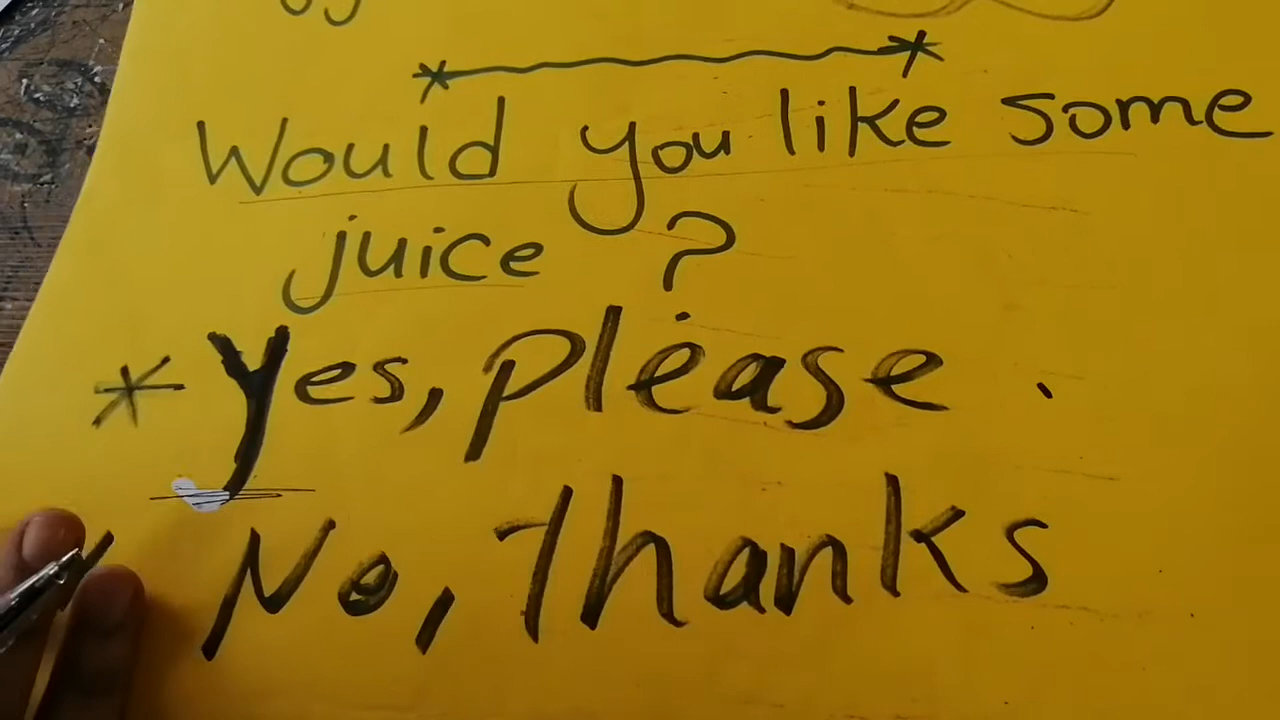 Would you like some
juice ?
* Yes, please .
No, Thanks